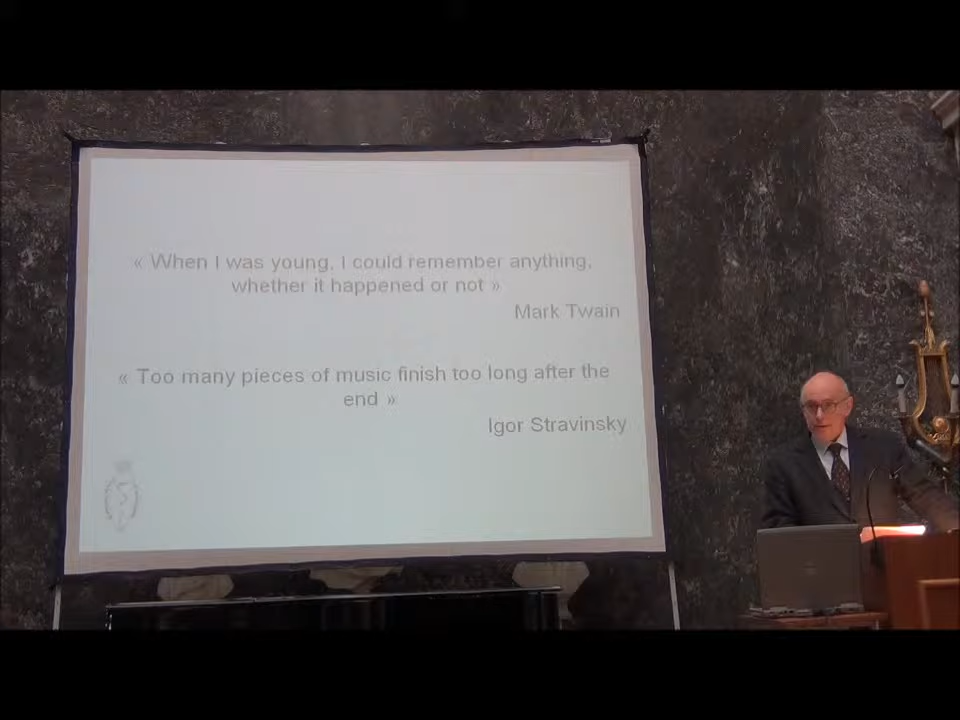 « When I was young, I could remember anything,
whether it happened or not »
Mark Twain
« Too many pieces of music finish too long after the
end »
Igor Stravinsky